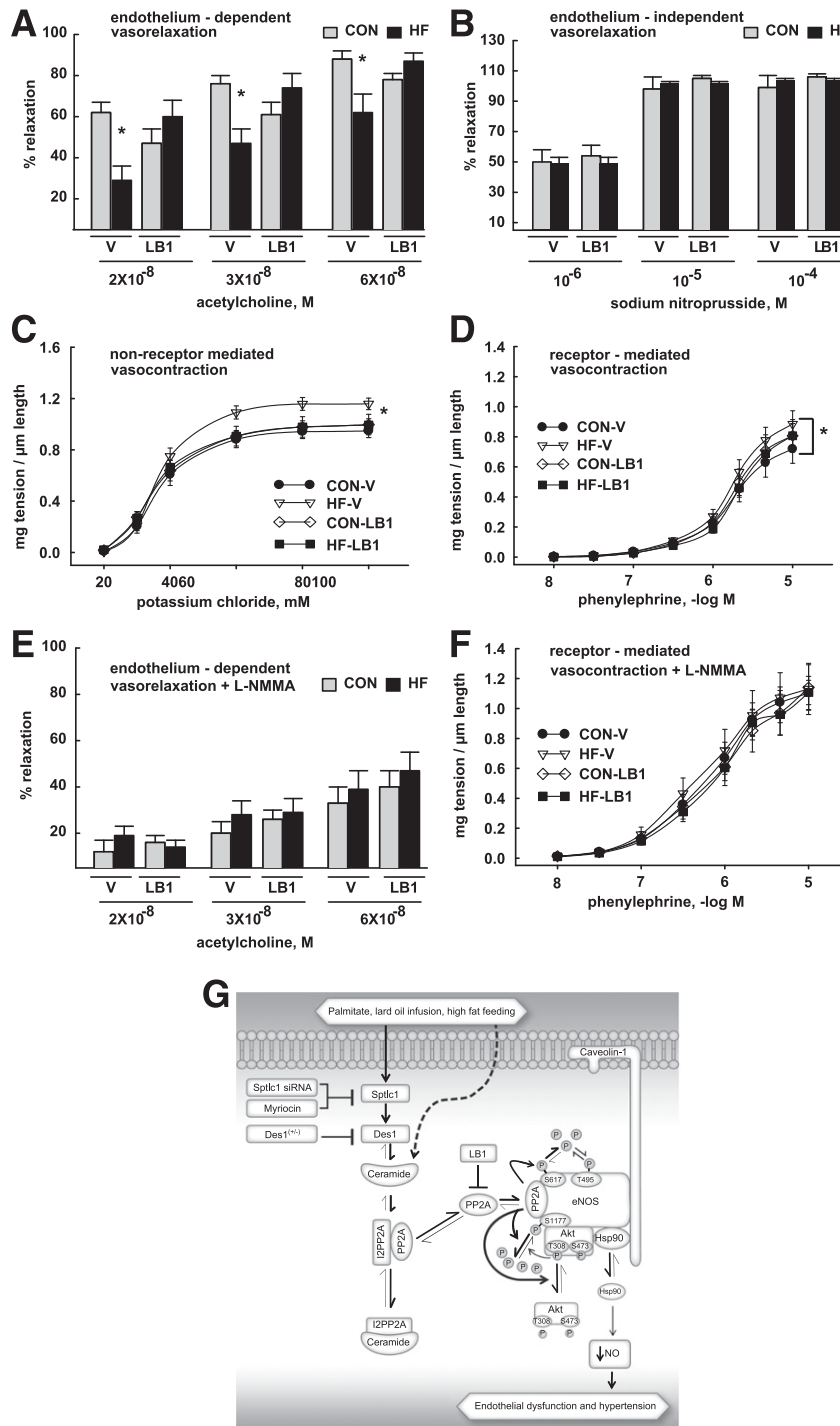 A
endothelium - dependent
vasorelaxation
CON HF
100
80
60
40
20
% relaxation
*
*
*
V LB1 V LB1 V LB1
2X10-8 3X10-8 6X10-8
acetylcholine, M
B
endothelium - independent
vasorelaxation
CON H
130
110
90
70
50
30
10
% relaxation
V LB1 V LB1 V LB1
10-6 10-5 10-4
sodium nitroprusside, M
C
non-receptor mediated
vasocontraction
1.6
1.2
0.8
0.4
0.0
mg tension / µm length
*
CON-V
HF-V
CON-LB1
HF-LB1
20 4060 80100
potassium chloride, mM
D
receptor - mediated
vasocontraction
1.4
1.2
1.0
0.8
0.6
0.4
0.2
0.0
mg tension / µm length
CON-V
HF-V
CON-LB1
HF-LB1
*
8 7 6 5
phenylephrine, -log M
E
endothelium - dependent
vasorelaxation + L-NMMA
CON HF
100
80
60
40
20
% relaxation
V LB1 V LB1 V LB1
2X10-8 3X10-8 6X10-8
acetylcholine, M
F
receptor - mediated
vasocontraction + L-NMMA
1.4
1.2
1.0
0.8
0.6
0.4
0.2
0.0
mg tension / µm length
CON-V
HF-V
CON-LB1
HF-LB1
8 7 6 5
phenylephrine, -log M
G
Palmitate, lard oil infusion, high fat feeding
Caveolin-1
Sptlc1 siRNA
Myriocin
Sptlc1
Des1(+/-)
Des1
Ceramide
LB1
PP2A
I2PP2A
PP2A
I2PP2A
Ceramide
P
P P
P P
S617 T495
PP2A
eNOS
S1177
P
Akt
T308 S473
P P
Hsp90
P
P P P
Hsp90
Akt
T308 S473
P P
↓NO
Endothelial dysfunction and hypertension